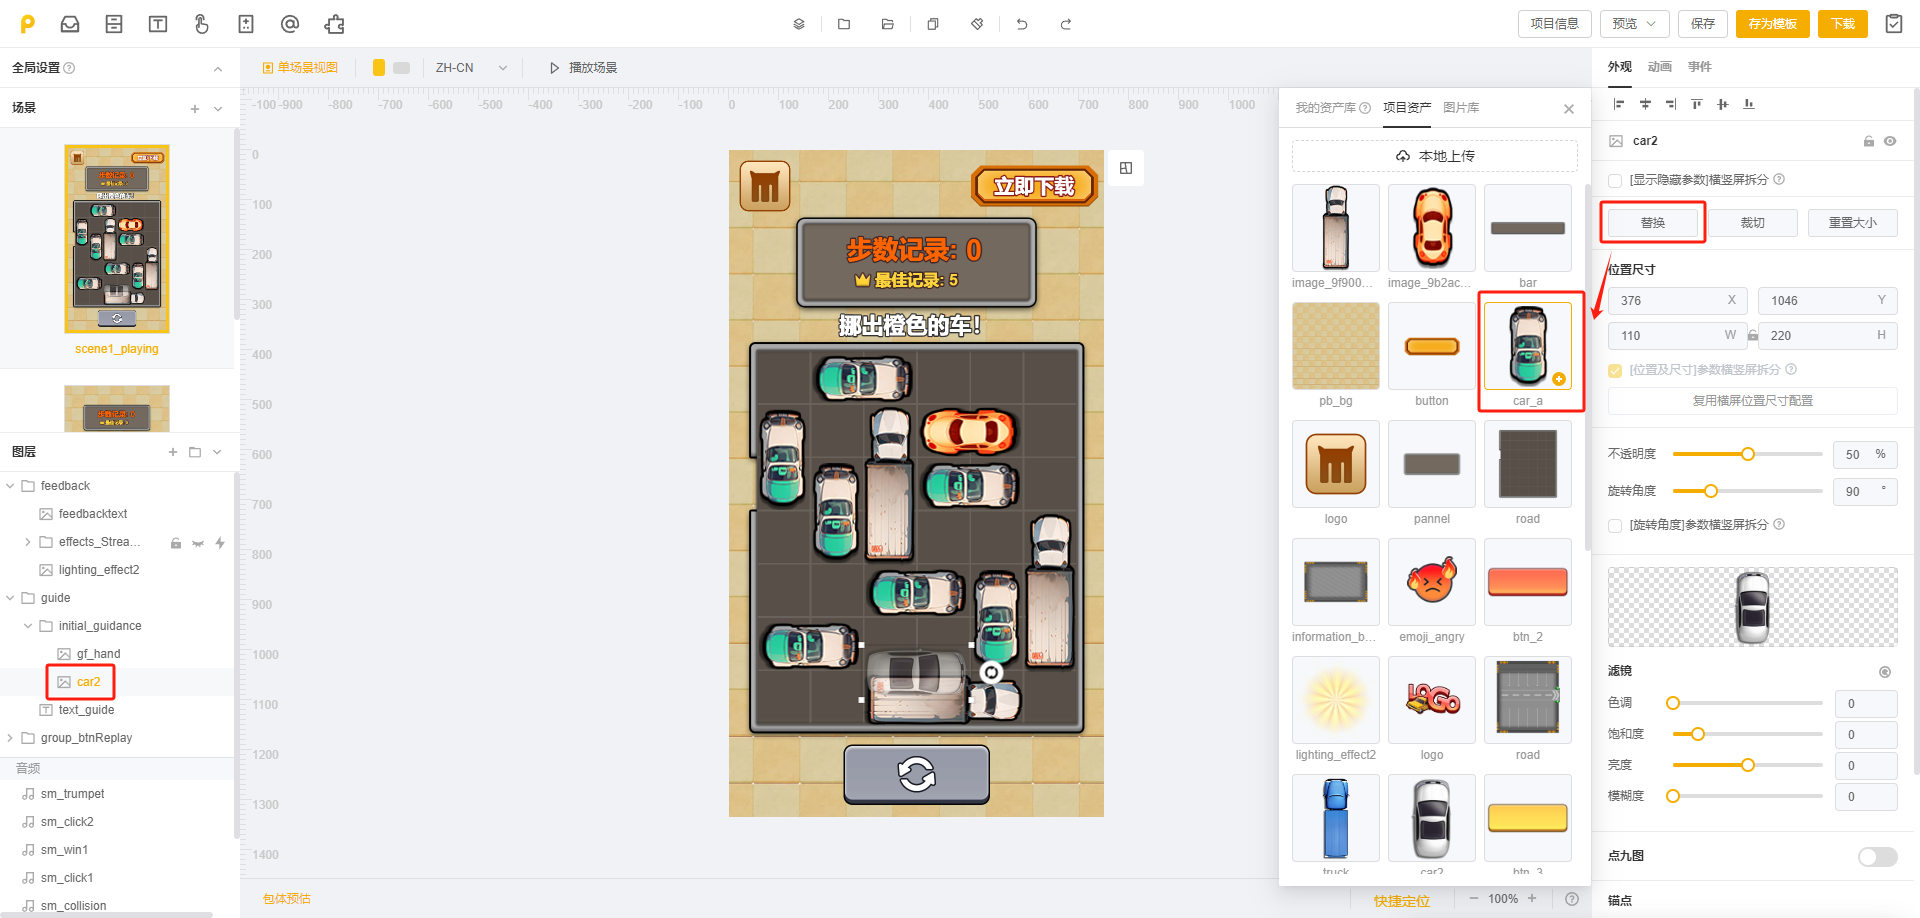 项目信息
预览
保存
存为模板
下载
全局设置
场景
scene1_playing
图层
feedback
feedbacktext
effects_Strea...
lighting_effect2
guide
initial_guidance
gf_hand
car2
text_guide
group_btnReplay
音频
sm_trumpet
sm_click2
sm_win1
sm_click1
sm_collision
单场景视图
ZH-CN
播放场景
-100 -900 -800 -700 -600 -500 -400 -300 -200 -100 0 100 200 300 400 500 600 700 800 900 1000
0
100
200
300
400
500
600
700
800
900
1000
1100
1200
1300
1400
立即下载
步数记录: 0
最佳记录: 5
挪出橙色的车!
包体预估
快捷定位
100%
我的资产库
项目资产
图片库
本地上传
image_9f900...
image_9b2ac...
bar
pb_bg
button
car_a
logo
pannel
road
information_b...
emoji_angry
btn_2
LOGO
lighting_effect2
logo
road
truck
car2
btn_3
外观
动画
事件
car2
[显示隐藏参数]横竖屏拆分
替换
裁切
重置大小
位置尺寸
376 X
1046 Y
110 W
220 H
[位置及尺寸]参数横竖屏拆分
复用横屏位置尺寸配置
不透明度
50 %
旋转角度
90 °
[旋转角度]参数横竖屏拆分
滤镜
色调
0
饱和度
0
亮度
0
模糊度
0
点九图
锚点